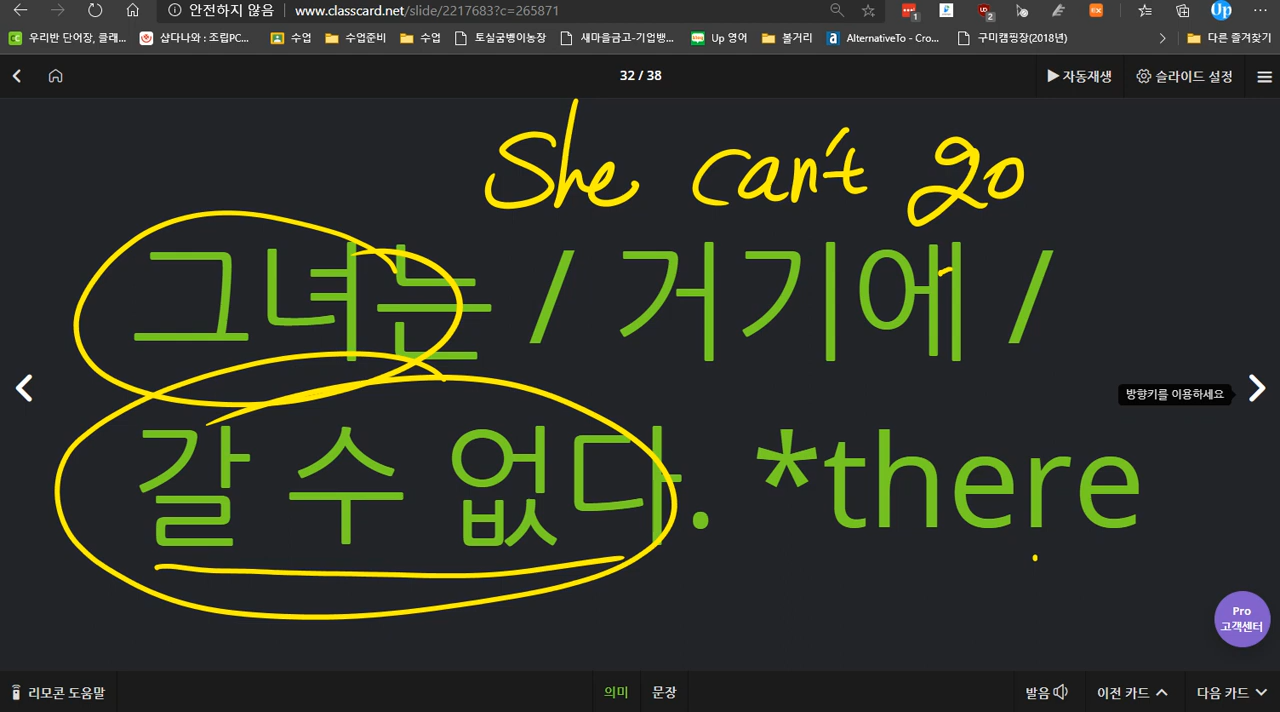 안전하지 않음 www.classcard.net/slide/2217683?c=265871
우리반 단어장, 클래... 샵다나와 : 조립PC... 수업 수업준비 수업 토실굼벵이농장 새마을금고-기업뱅... Up 영어 볼거리 AlternativeTo - Cro... 구미캠핑장(2018년) 다른 즐겨찾기
32 / 38 자동재생 슬라이드 설정
She can't go
그녀는 / 거기에 /
방향키를 이용하세요
갈 수 없다. *there
Pro
고객센터
리모콘 도움말 의미 문장 발음 이전 카드 다음 카드